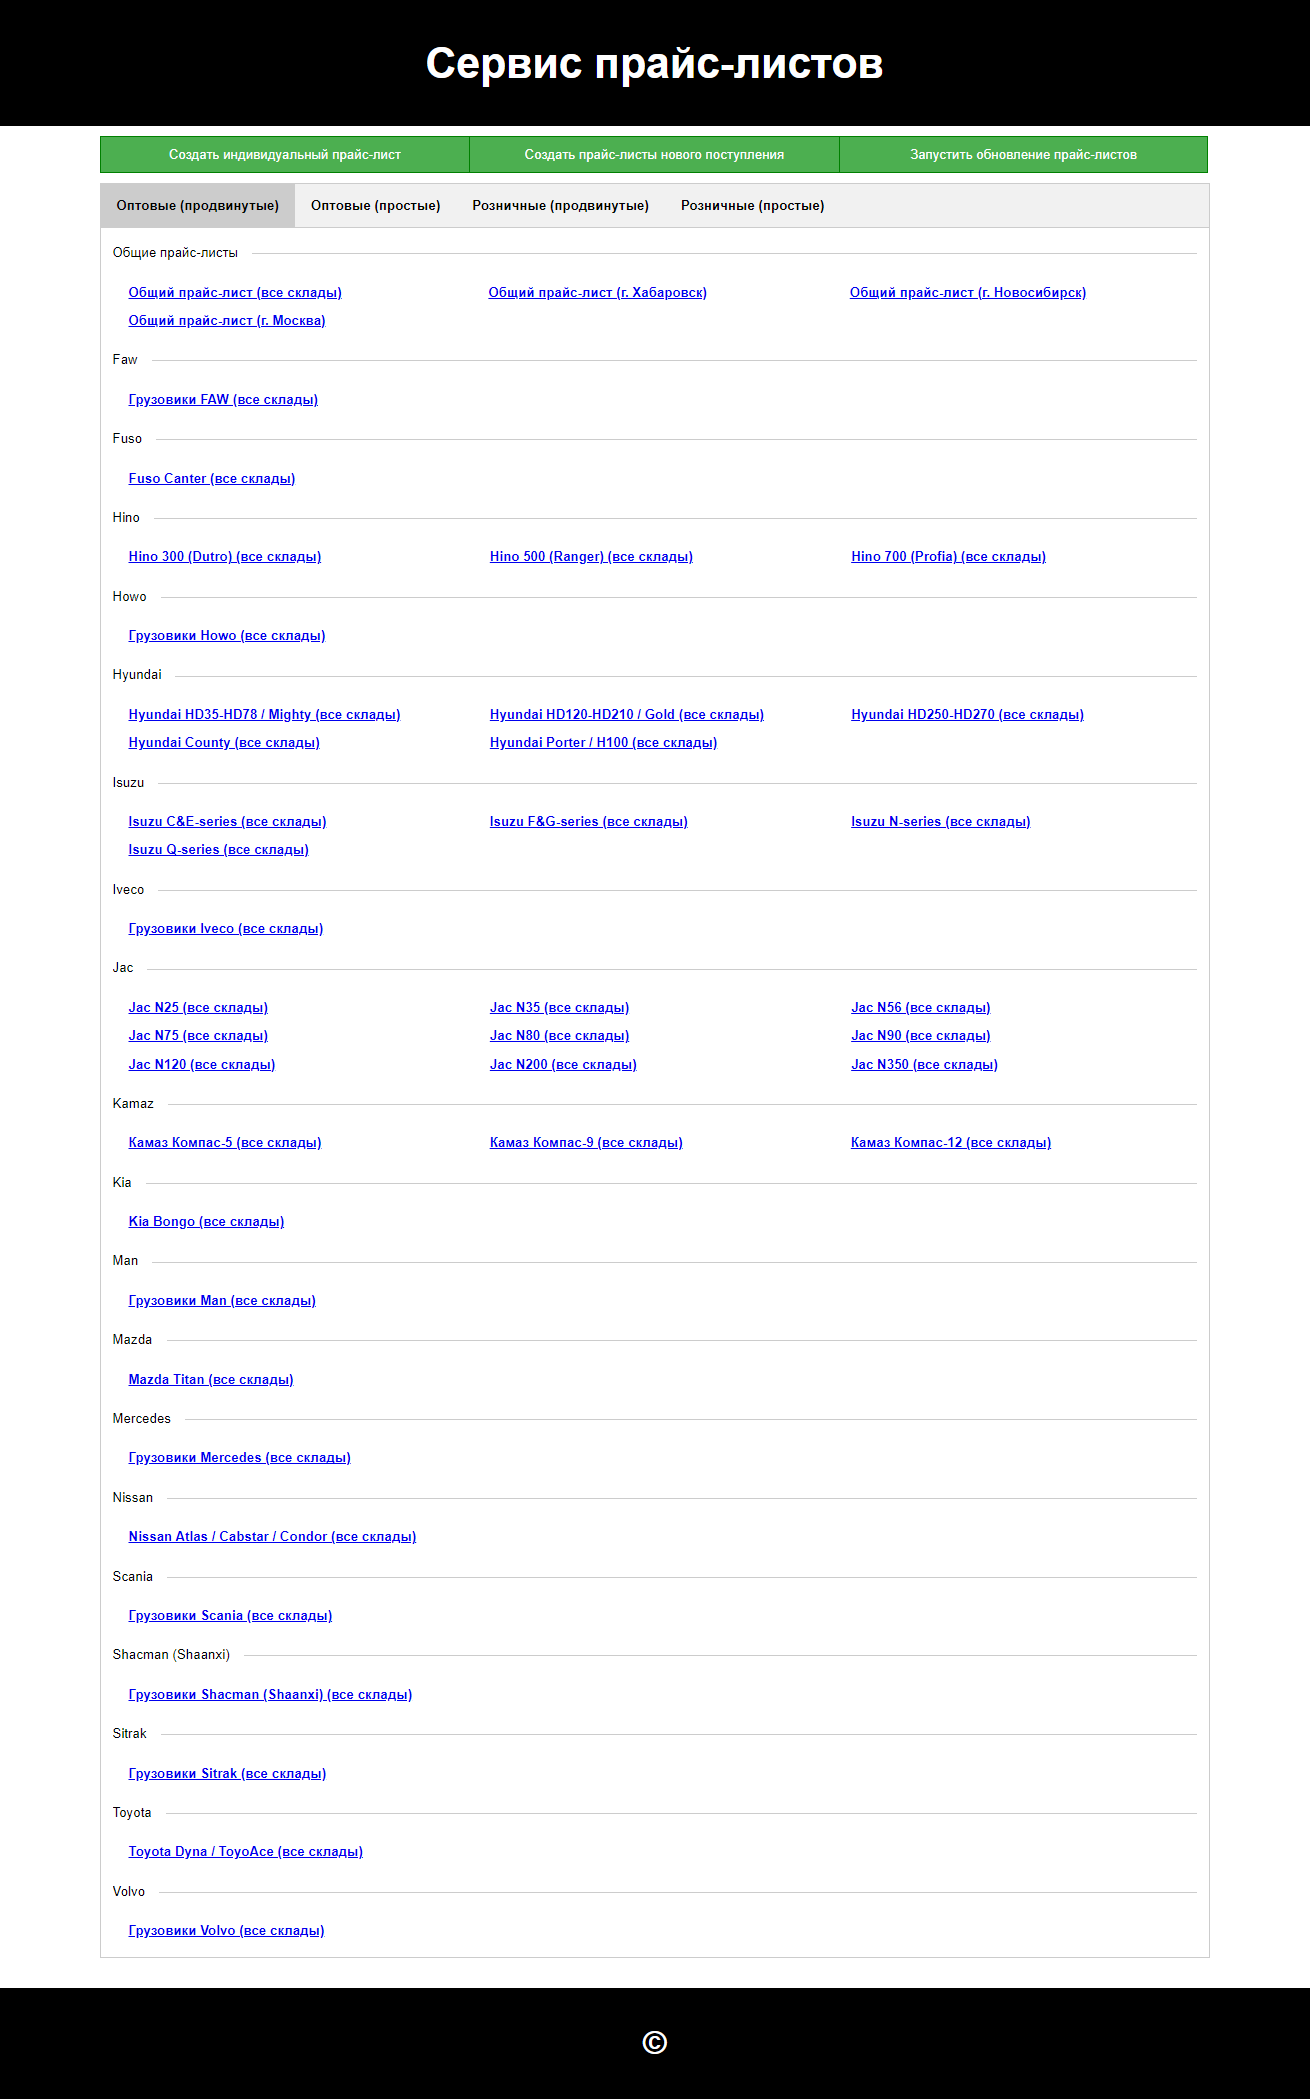 Сервис прайс-листов
Создать индивидуальный прайс-лист Создать прайс-листы нового поступления Запустить обновление прайс-листов
Оптовые (продвинутые) Оптовые (простые) Розничные (продвинутые) Розничные (простые)
Общие прайс-листы
Общий прайс-лист (все склады) Общий прайс-лист (г. Хабаровск) Общий прайс-лист (г. Новосибирск)
Общий прайс-лист (г. Москва)
Faw
Грузовики FAW (все склады)
Fuso
Fuso Canter (все склады)
Hino
Hino 300 (Dutro) (все склады) Hino 500 (Ranger) (все склады) Hino 700 (Profia) (все склады)
Howo
Грузовики Howo (все склады)
Hyundai
Hyundai HD35-HD78 / Mighty (все склады) Hyundai HD120-HD210 / Gold (все склады) Hyundai HD250-HD270 (все склады)
Hyundai County (все склады) Hyundai Porter / H100 (все склады)
Isuzu
Isuzu C&E-series (все склады) Isuzu F&G-series (все склады) Isuzu N-series (все склады)
Isuzu Q-series (все склады)
Iveco
Грузовики Iveco (все склады)
Jac
Jac N25 (все склады) Jac N35 (все склады) Jac N56 (все склады)
Jac N75 (все склады) Jac N80 (все склады) Jac N90 (все склады)
Jac N120 (все склады) Jac N200 (все склады) Jac N350 (все склады)
Kamaz
Камаз Компас-5 (все склады) Камаз Компас-9 (все склады) Камаз Компас-12 (все склады)
Kia
Kia Bongo (все склады)
Man
Грузовики Man (все склады)
Mazda
Mazda Titan (все склады)
Mercedes
Грузовики Mercedes (все склады)
Nissan
Nissan Atlas / Cabstar / Condor (все склады)
Scania
Грузовики Scania (все склады)
Shacman (Shaanxi)
Грузовики Shacman (Shaanxi) (все склады)
Sitrak
Грузовики Sitrak (все склады)
Toyota
Toyota Dyna / ToyoAce (все склады)
Volvo
Грузовики Volvo (все склады)
©